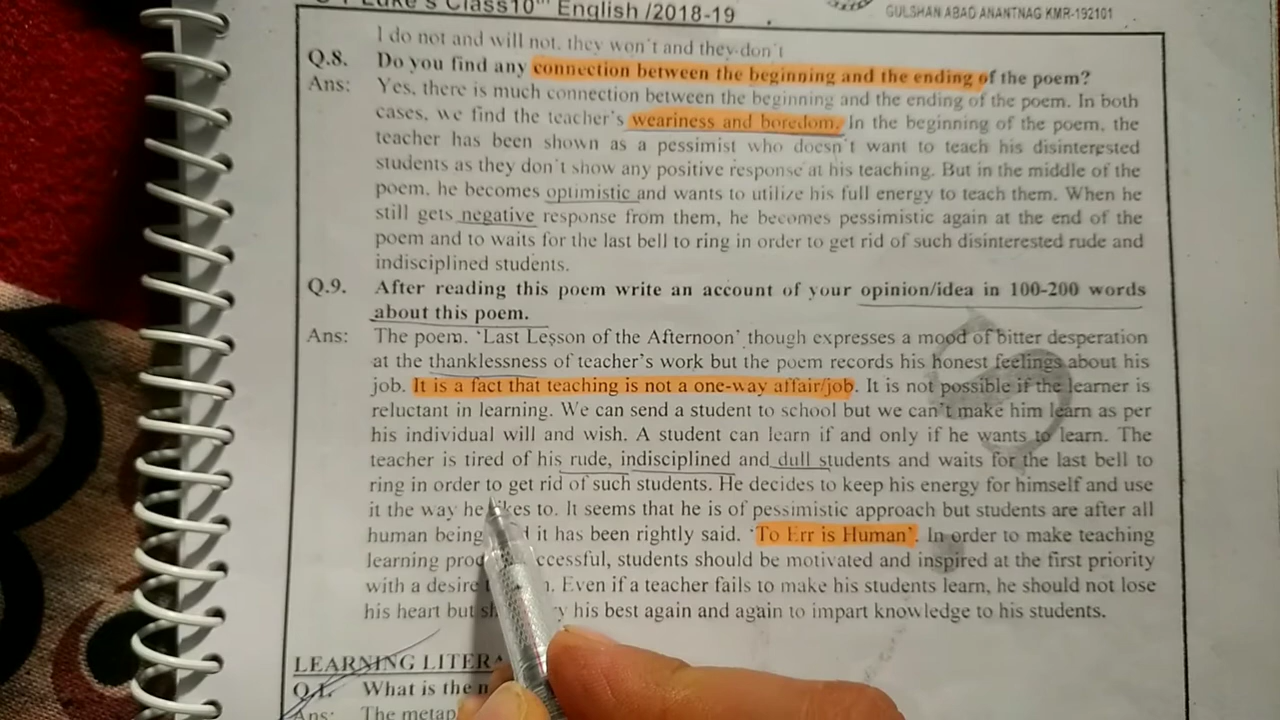 Luke's Class10th English /2018-19
GULSHAN ABAD ANANTNAG KMR-192101
I do not and will not, they won't and they-don't
Q.8. Do you find any connection between the beginning and the ending of the poem?
Ans: Yes, there is much connection between the beginning and the ending of the poem. In both
cases, we find the teacher's weariness and boredom. In the beginning of the poem, the
teacher has been shown as a pessimist who doesn't want to teach his disinterested
students as they don't show any positive response at his teaching. But in the middle of the
poem, he becomes optimistic and wants to utilize his full energy to teach them. When he
still gets negative response from them, he becomes pessimistic again at the end of the
poem and to waits for the last bell to ring in order to get rid of such disinterested rude and
indisciplined students.
Q.9. After reading this poem write an account of your opinion/idea in 100-200 words
about this poem.
Ans: The poem. 'Last Lesson of the Afternoon' though expresses a mood of bitter desperation
at the thanklessness of teacher's work but the poem records his honest feelings about his
job. It is a fact that teaching is not a one-way affair/job. It is not possible if the learner is
reluctant in learning. We can send a student to school but we can't make him learn as per
his individual will and wish. A student can learn if and only if he wants to learn. The
teacher is tired of his rude, indisciplined and dull students and waits for the last bell to
ring in order to get rid of such students. He decides to keep his energy for himself and use
it the way he to. It seems that he is of pessimistic approach but students are after all
human being it has been rightly said. 'To Err is Human'. In order to make teaching
learning students should be motivated and inspired at the first priority
with a desire Even if a teacher fails to make his students learn, he should not lose
his heart but his best again and again to impart knowledge to his students.
LEARNING
Q.1. What is the
Ans: The